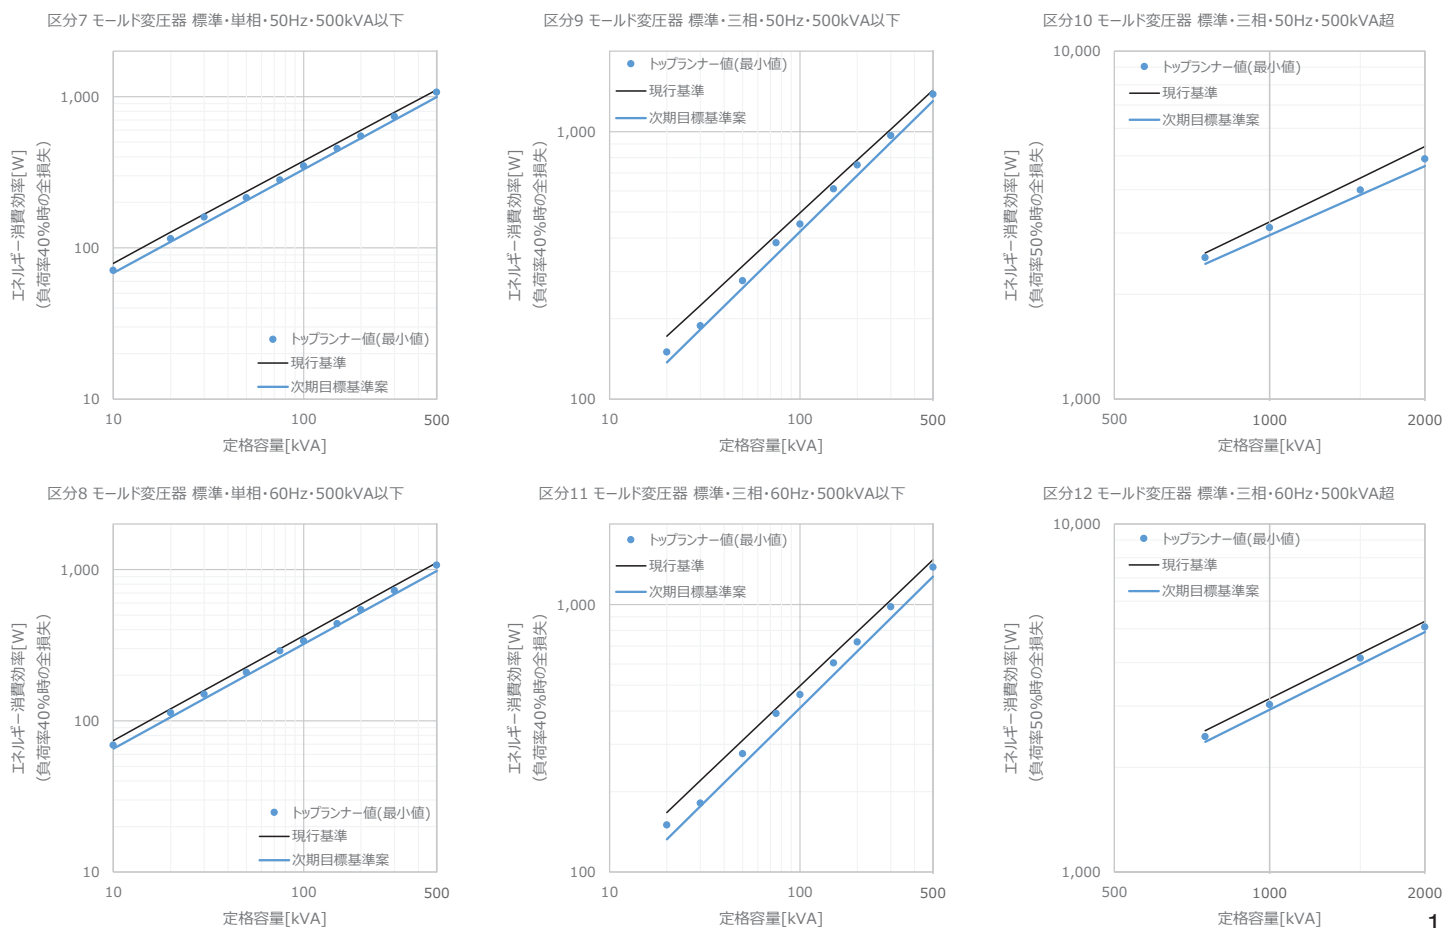 区分7 モールド変圧器 標準・単相・50Hz・500kVA以下
エネルギー消費効率[W]
(負荷率40%時の全損失)
1,000
100
10
トップランナー値(最小値)
現行基準
次期目標基準案
10
100
500
定格容量[kVA]
区分9 モールド変圧器 標準・三相・50Hz・500kVA以下
エネルギー消費効率[W]
(負荷率40%時の全損失)
トップランナー値(最小値)
現行基準
次期目標基準案
1,000
100
10
100
500
定格容量[kVA]
区分10 モールド変圧器 標準・三相・50Hz・500kVA超
エネルギー消費効率[W]
(負荷率50%時の全損失)
10,000
トップランナー値(最小値)
現行基準
次期目標基準案
1,000
500
1000
2000
定格容量[kVA]
区分8 モールド変圧器 標準・単相・60Hz・500kVA以下
エネルギー消費効率[W]
(負荷率40%時の全損失)
1,000
100
10
トップランナー値(最小値)
現行基準
次期目標基準案
10
100
500
定格容量[kVA]
区分11 モールド変圧器 標準・三相・60Hz・500kVA以下
エネルギー消費効率[W]
(負荷率40%時の全損失)
トップランナー値(最小値)
現行基準
次期目標基準案
1,000
100
10
100
500
定格容量[kVA]
区分12 モールド変圧器 標準・三相・60Hz・500kVA超
エネルギー消費効率[W]
(負荷率50%時の全損失)
10,000
トップランナー値(最小値)
現行基準
次期目標基準案
1,000
500
1000
2000
定格容量[kVA]
1